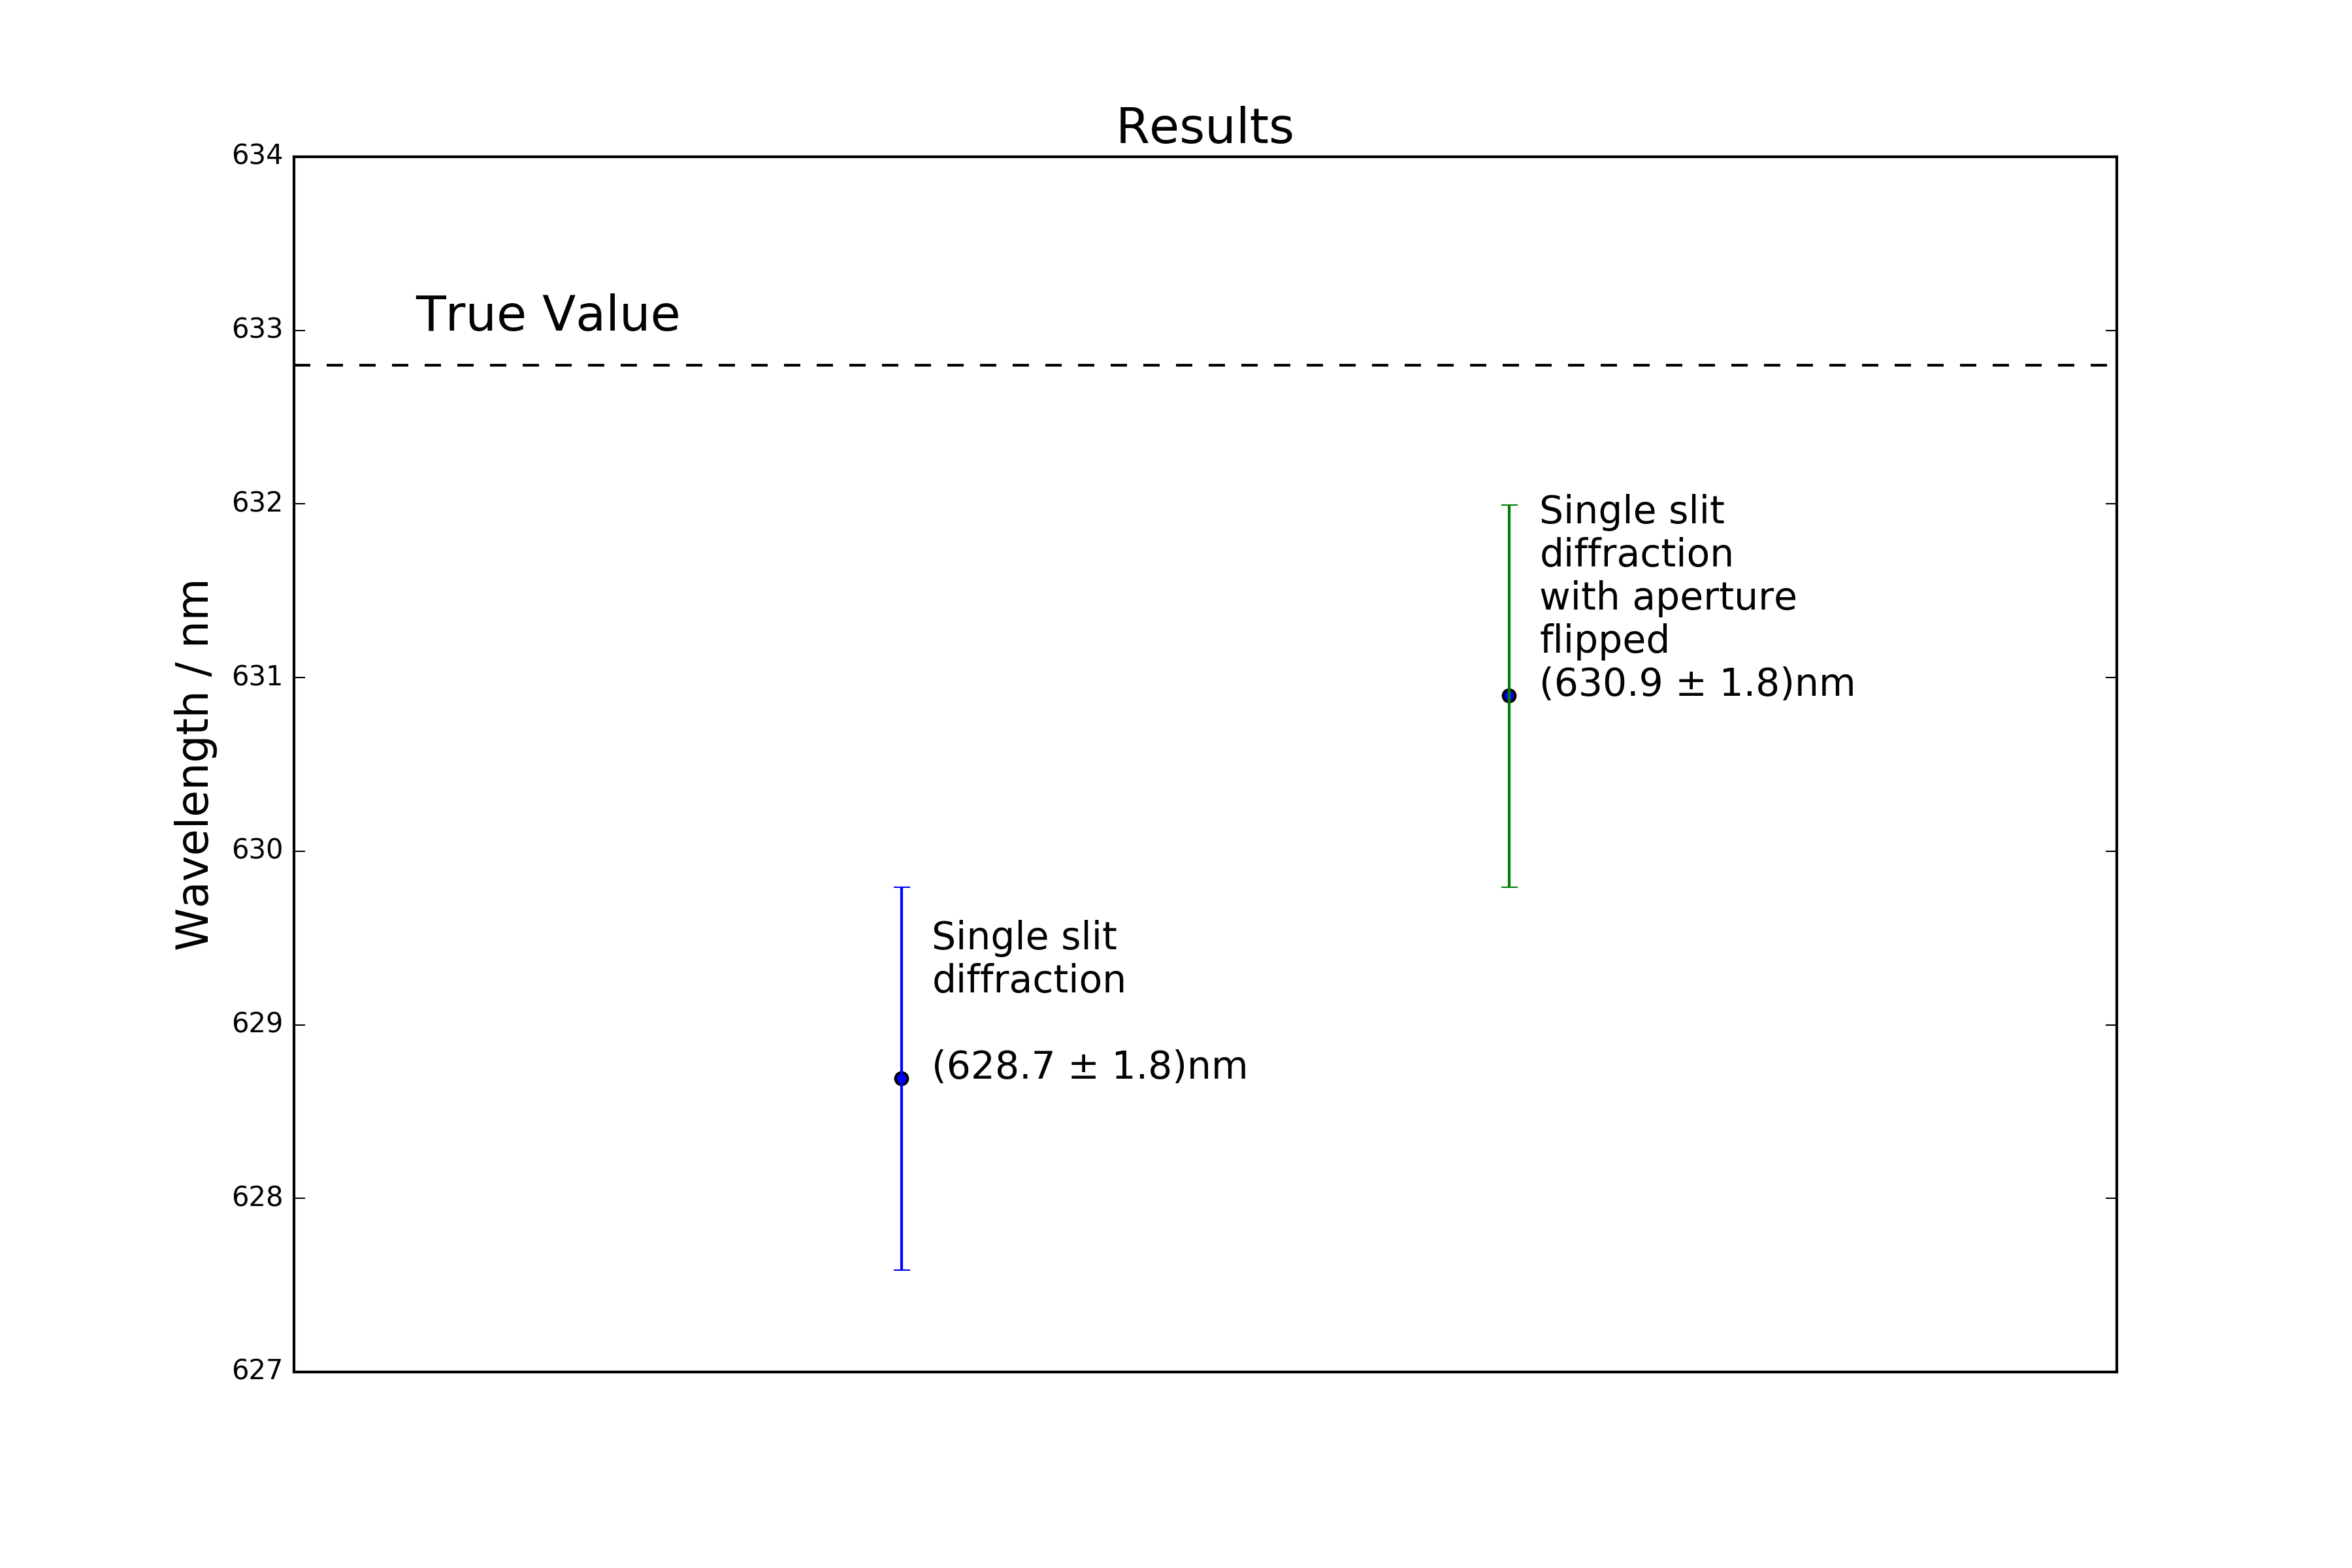 Results
634
633
632
631
630
629
628
627
Wavelength / nm
True Value
Single slit
diffraction
with aperture
flipped
(630.9 ± 1.8)nm
Single slit
diffraction
(628.7 ± 1.8)nm